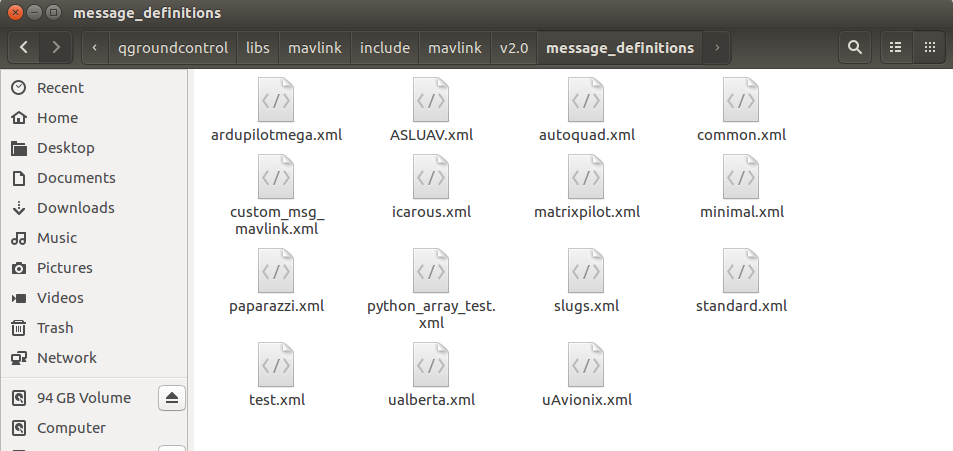 message_definitions
qgroundcontrol libs mavlink include mavlink v2.0 message_definitions
Recent
Home
Desktop
Documents
Downloads
Music
Pictures
Videos
Trash
Network
94 GB Volume
Computer
ardupilotmega.xml ASLUAV.xml autoquad.xml common.xml
custom_msg_
mavlink.xml
icarous.xml matrixpilot.xml minimal.xml
paparazzi.xml
python_array_test.
xml
slugs.xml standard.xml
test.xml ualberta.xml uAvionix.xml